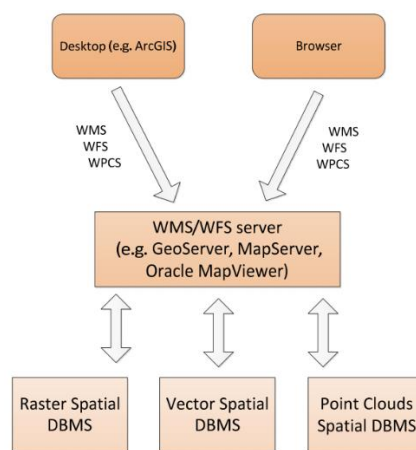 Desktop (e.g. ArcGIS)
Browser
WMS
WFS
WPCS
WMS
WFS
WPCS
WMS/WFS server
(e.g. GeoServer, MapServer,
Oracle MapViewer)
Raster Spatial
DBMS
Vector Spatial
DBMS
Point Clouds
Spatial DBMS